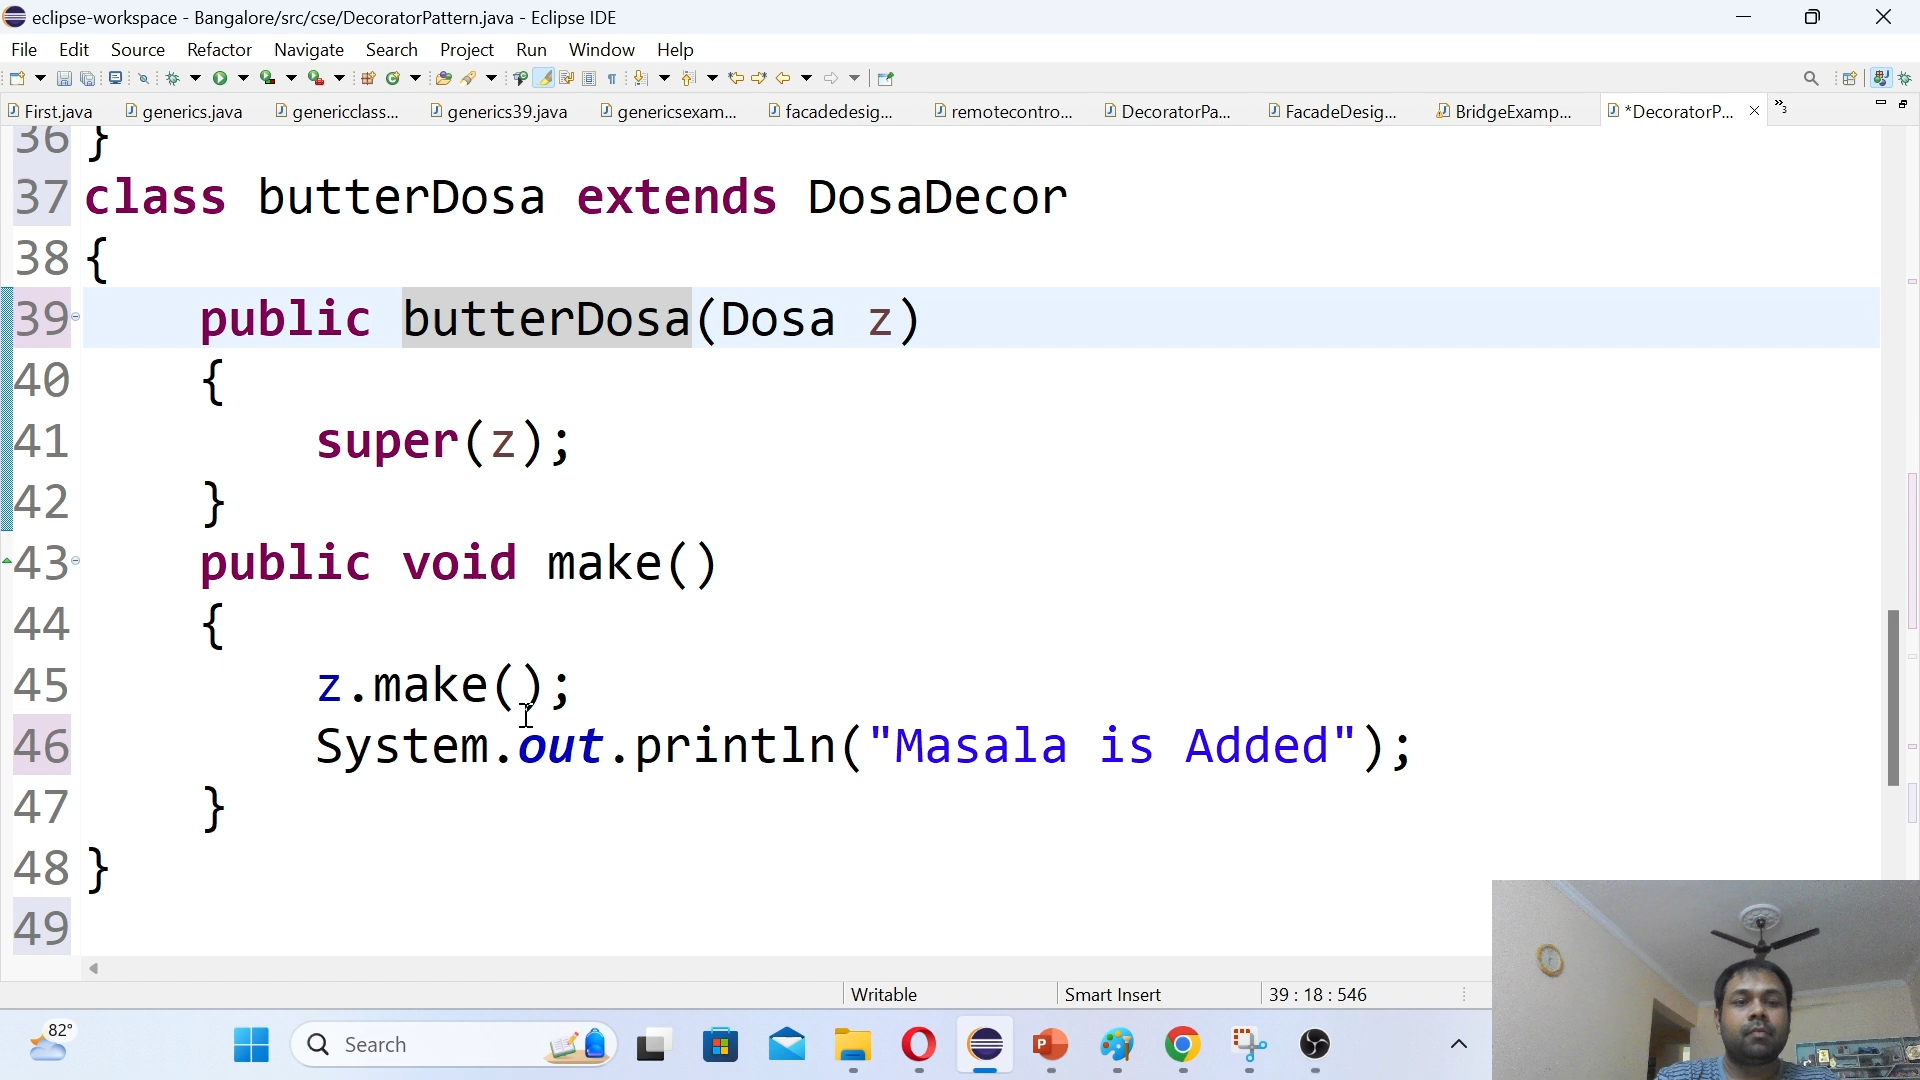 eclipse-workspace - Bangalore/src/cse/DecoratorPattern.java - Eclipse IDE
File Edit Source Refactor Navigate Search Project Run Window Help
First.java generics.java genericclass... generics39.java genericsexam... facadedesig... remotecontro... DecoratorPa... FacadeDesig... BridgeExamp... *DecoratorP... »3
36 }
37 class butterDosa extends DosaDecor
38 {
39 public butterDosa(Dosa z)
40 {
41 super(z);
42 }
43 public void make()
44 {
45 z.make();
46 System.out.println("Masala is Added");
47 }
48 }
49
Writable Smart Insert 39 : 18 : 546
82° Search